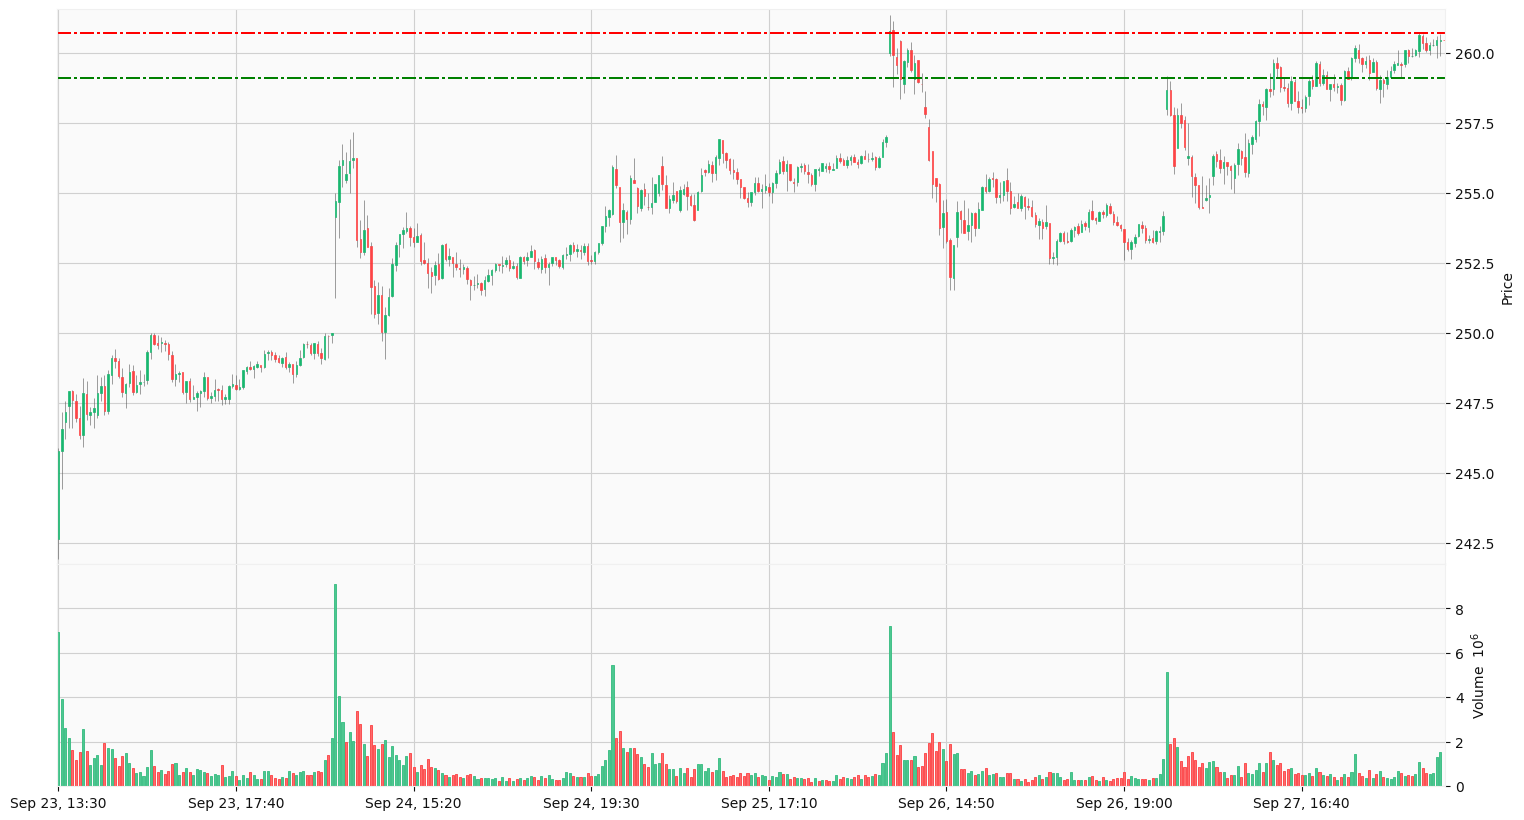 260.0
257.5
255.0
252.5
250.0
247.5
245.0
242.5
Price
8
6
4
2
0
Volume 10⁶
Sep 23, 13:30
Sep 23, 17:40
Sep 24, 15:20
Sep 24, 19:30
Sep 25, 17:10
Sep 26, 14:50
Sep 26, 19:00
Sep 27, 16:40